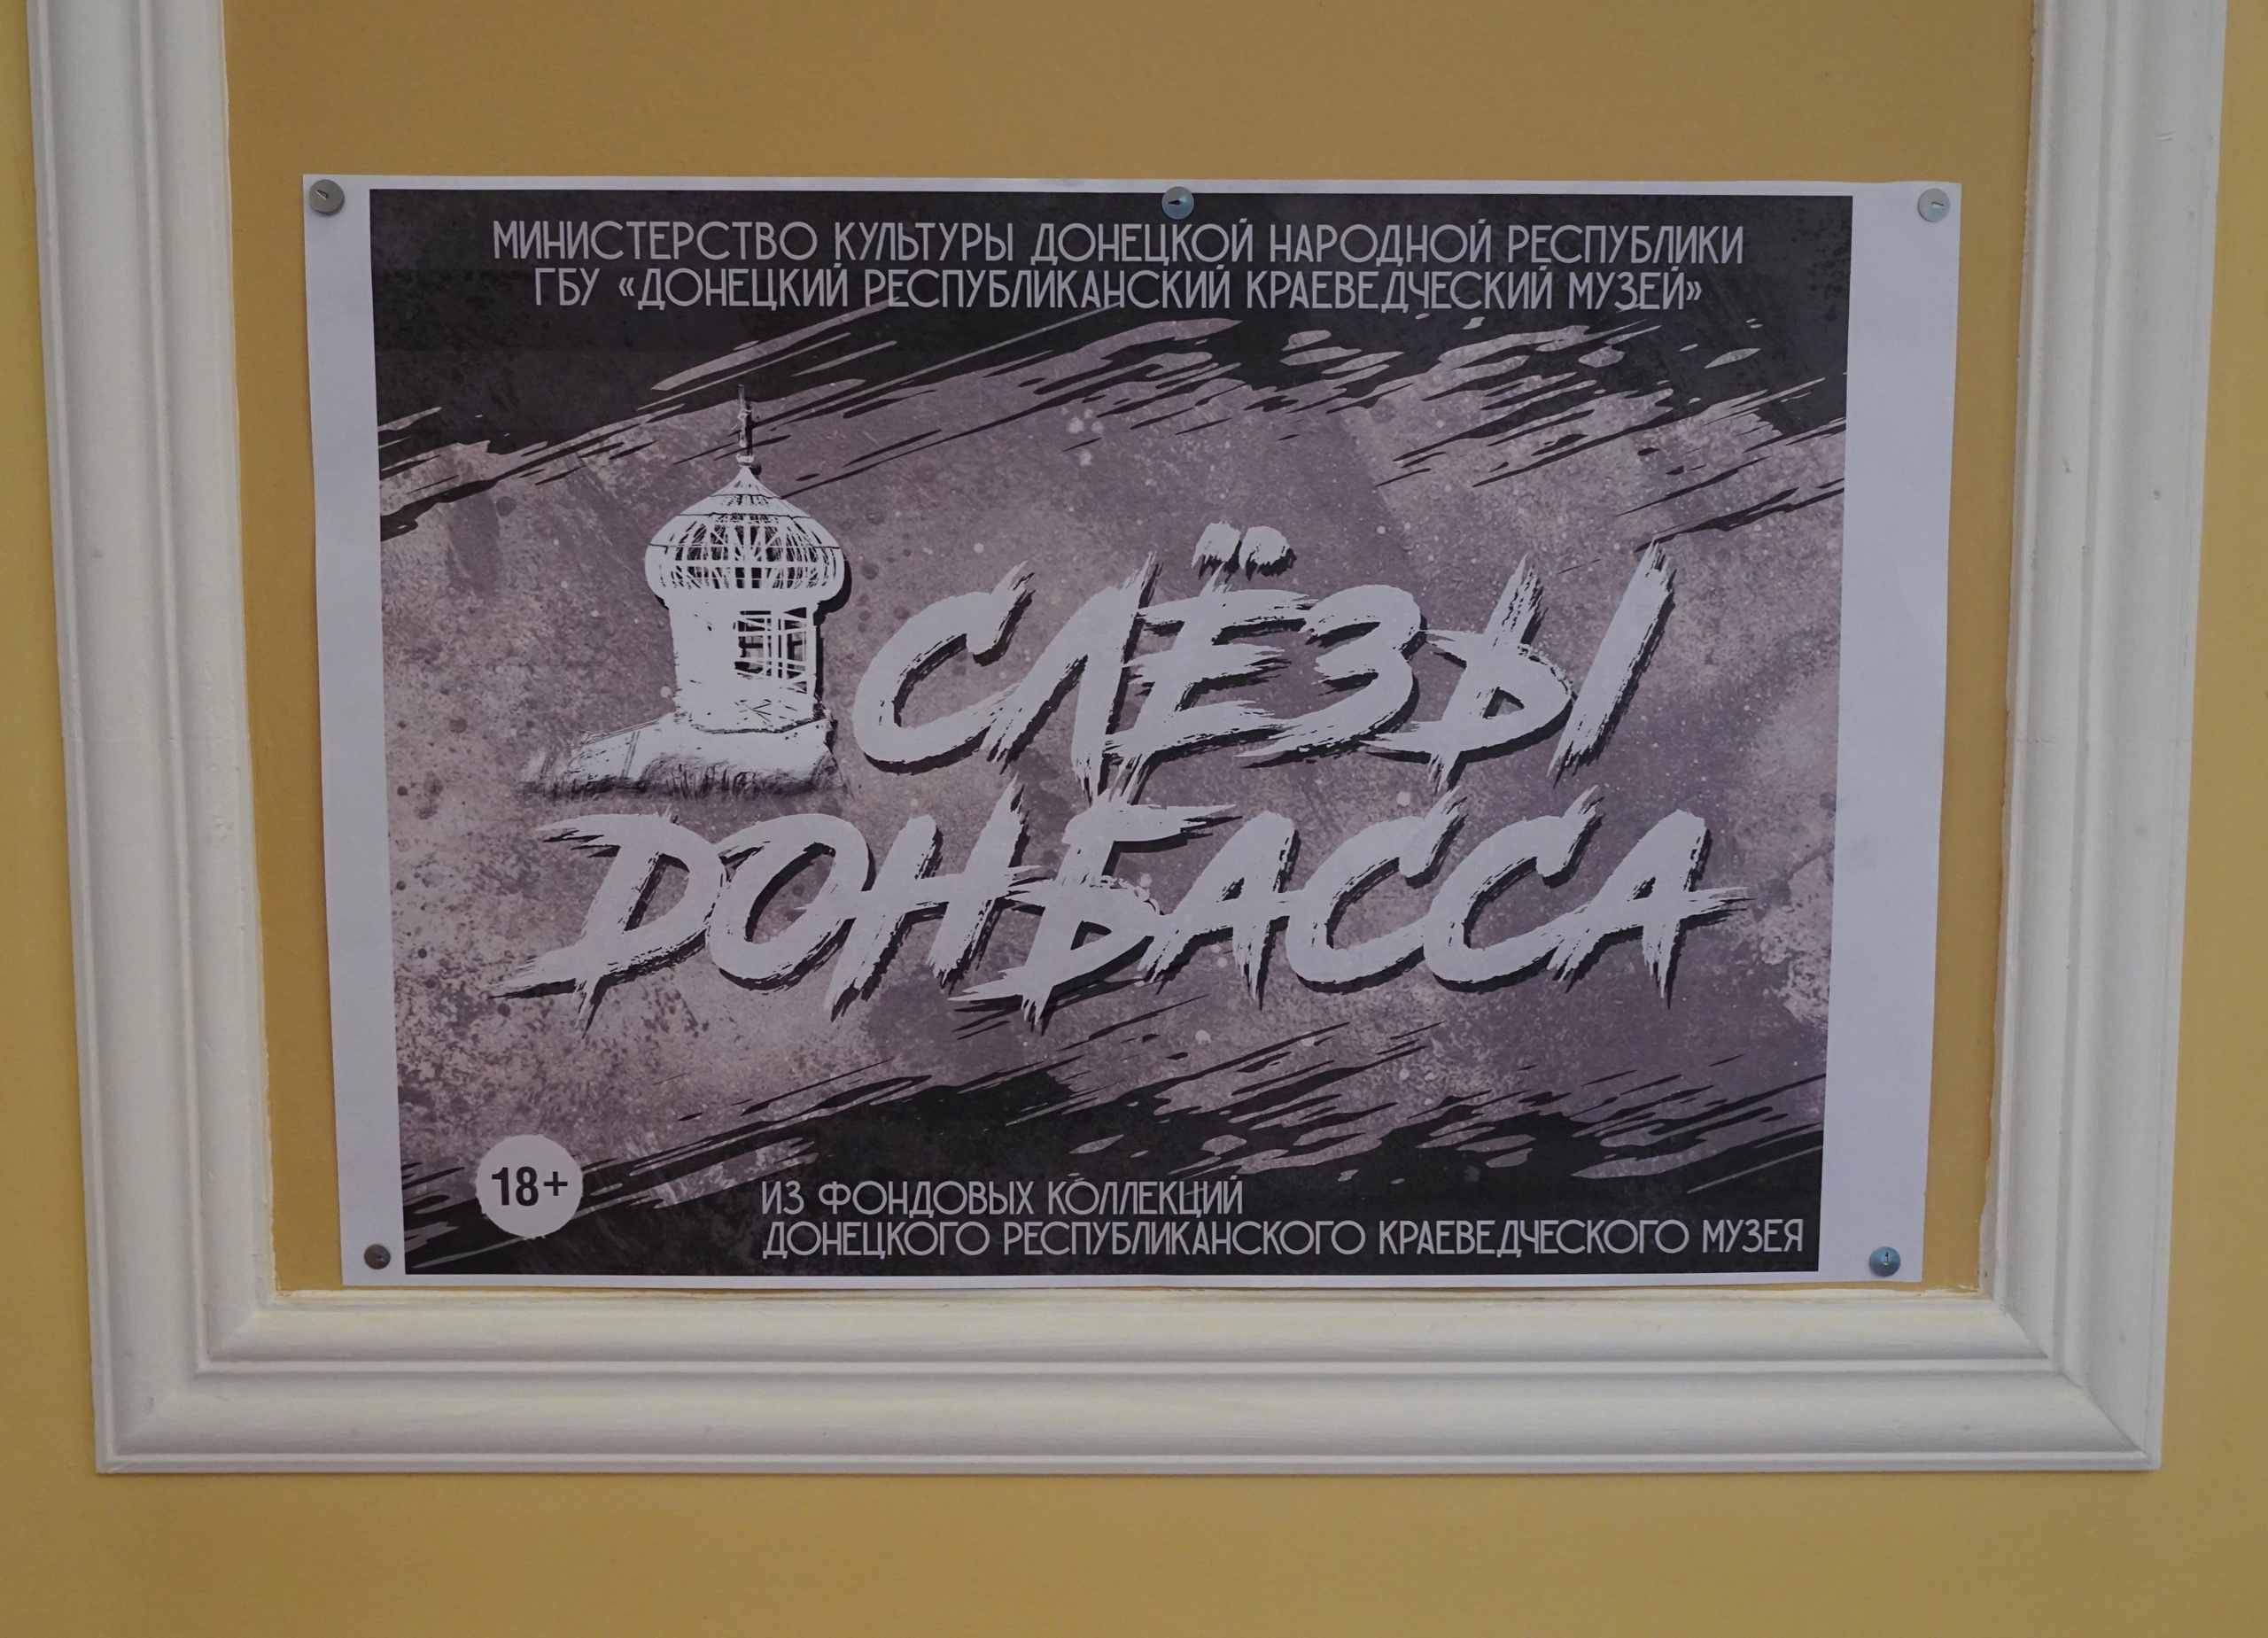 МИНИСТЕРСТВО КУЛЬТУРЫ ДОНЕЦКОЙ НАРОДНОЙ РЕСПУБЛИКИ
ГБУ «ДОНЕЦКИЙ РЕСПУБЛИКАНСКИЙ КРАЕВЕДЧЕСКИЙ МУЗЕЙ»
СЛЁЗЫ
ДОНБАССА
18+
ИЗ ФОНДОВЫХ КОЛЛЕКЦИЙ
ДОНЕЦКОГО РЕСПУБЛИКАНСКОГО КРАЕВЕДЧЕСКОГО МУЗЕЯ